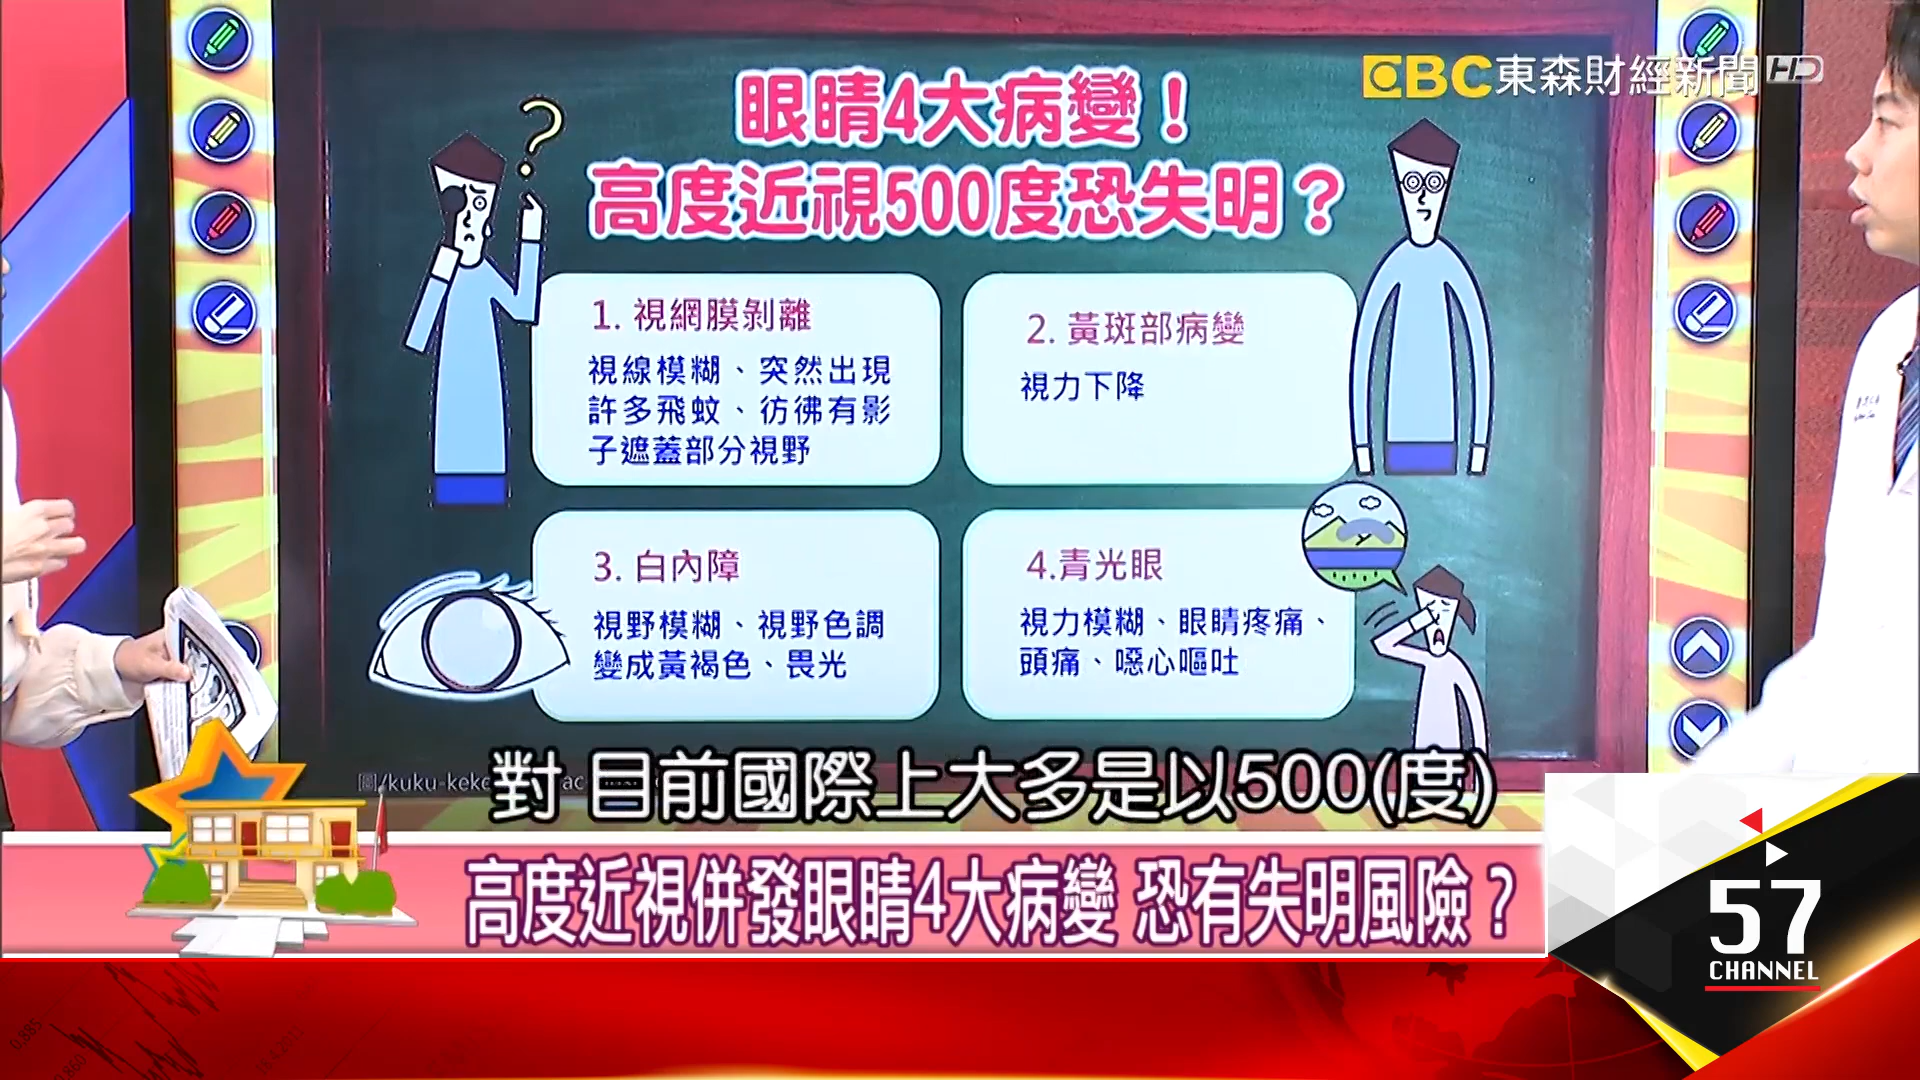 EBC東森財經新聞HD
眼睛4大病變！
高度近視500度恐失明？
1. 視網膜剝離
視線模糊、突然出現
許多飛蚊、彷彿有影
子遮蓋部分視野
2. 黃斑部病變
視力下降
3. 白內障
視野模糊、視野色調
變成黃褐色、畏光
4.青光眼
視力模糊、眼睛疼痛、
頭痛、噁心嘔吐
圖/kuku-keke
對 目前國際上大多是以500(度)
高度近視併發眼睛4大病變 恐有失明風險？
57
CHANNEL